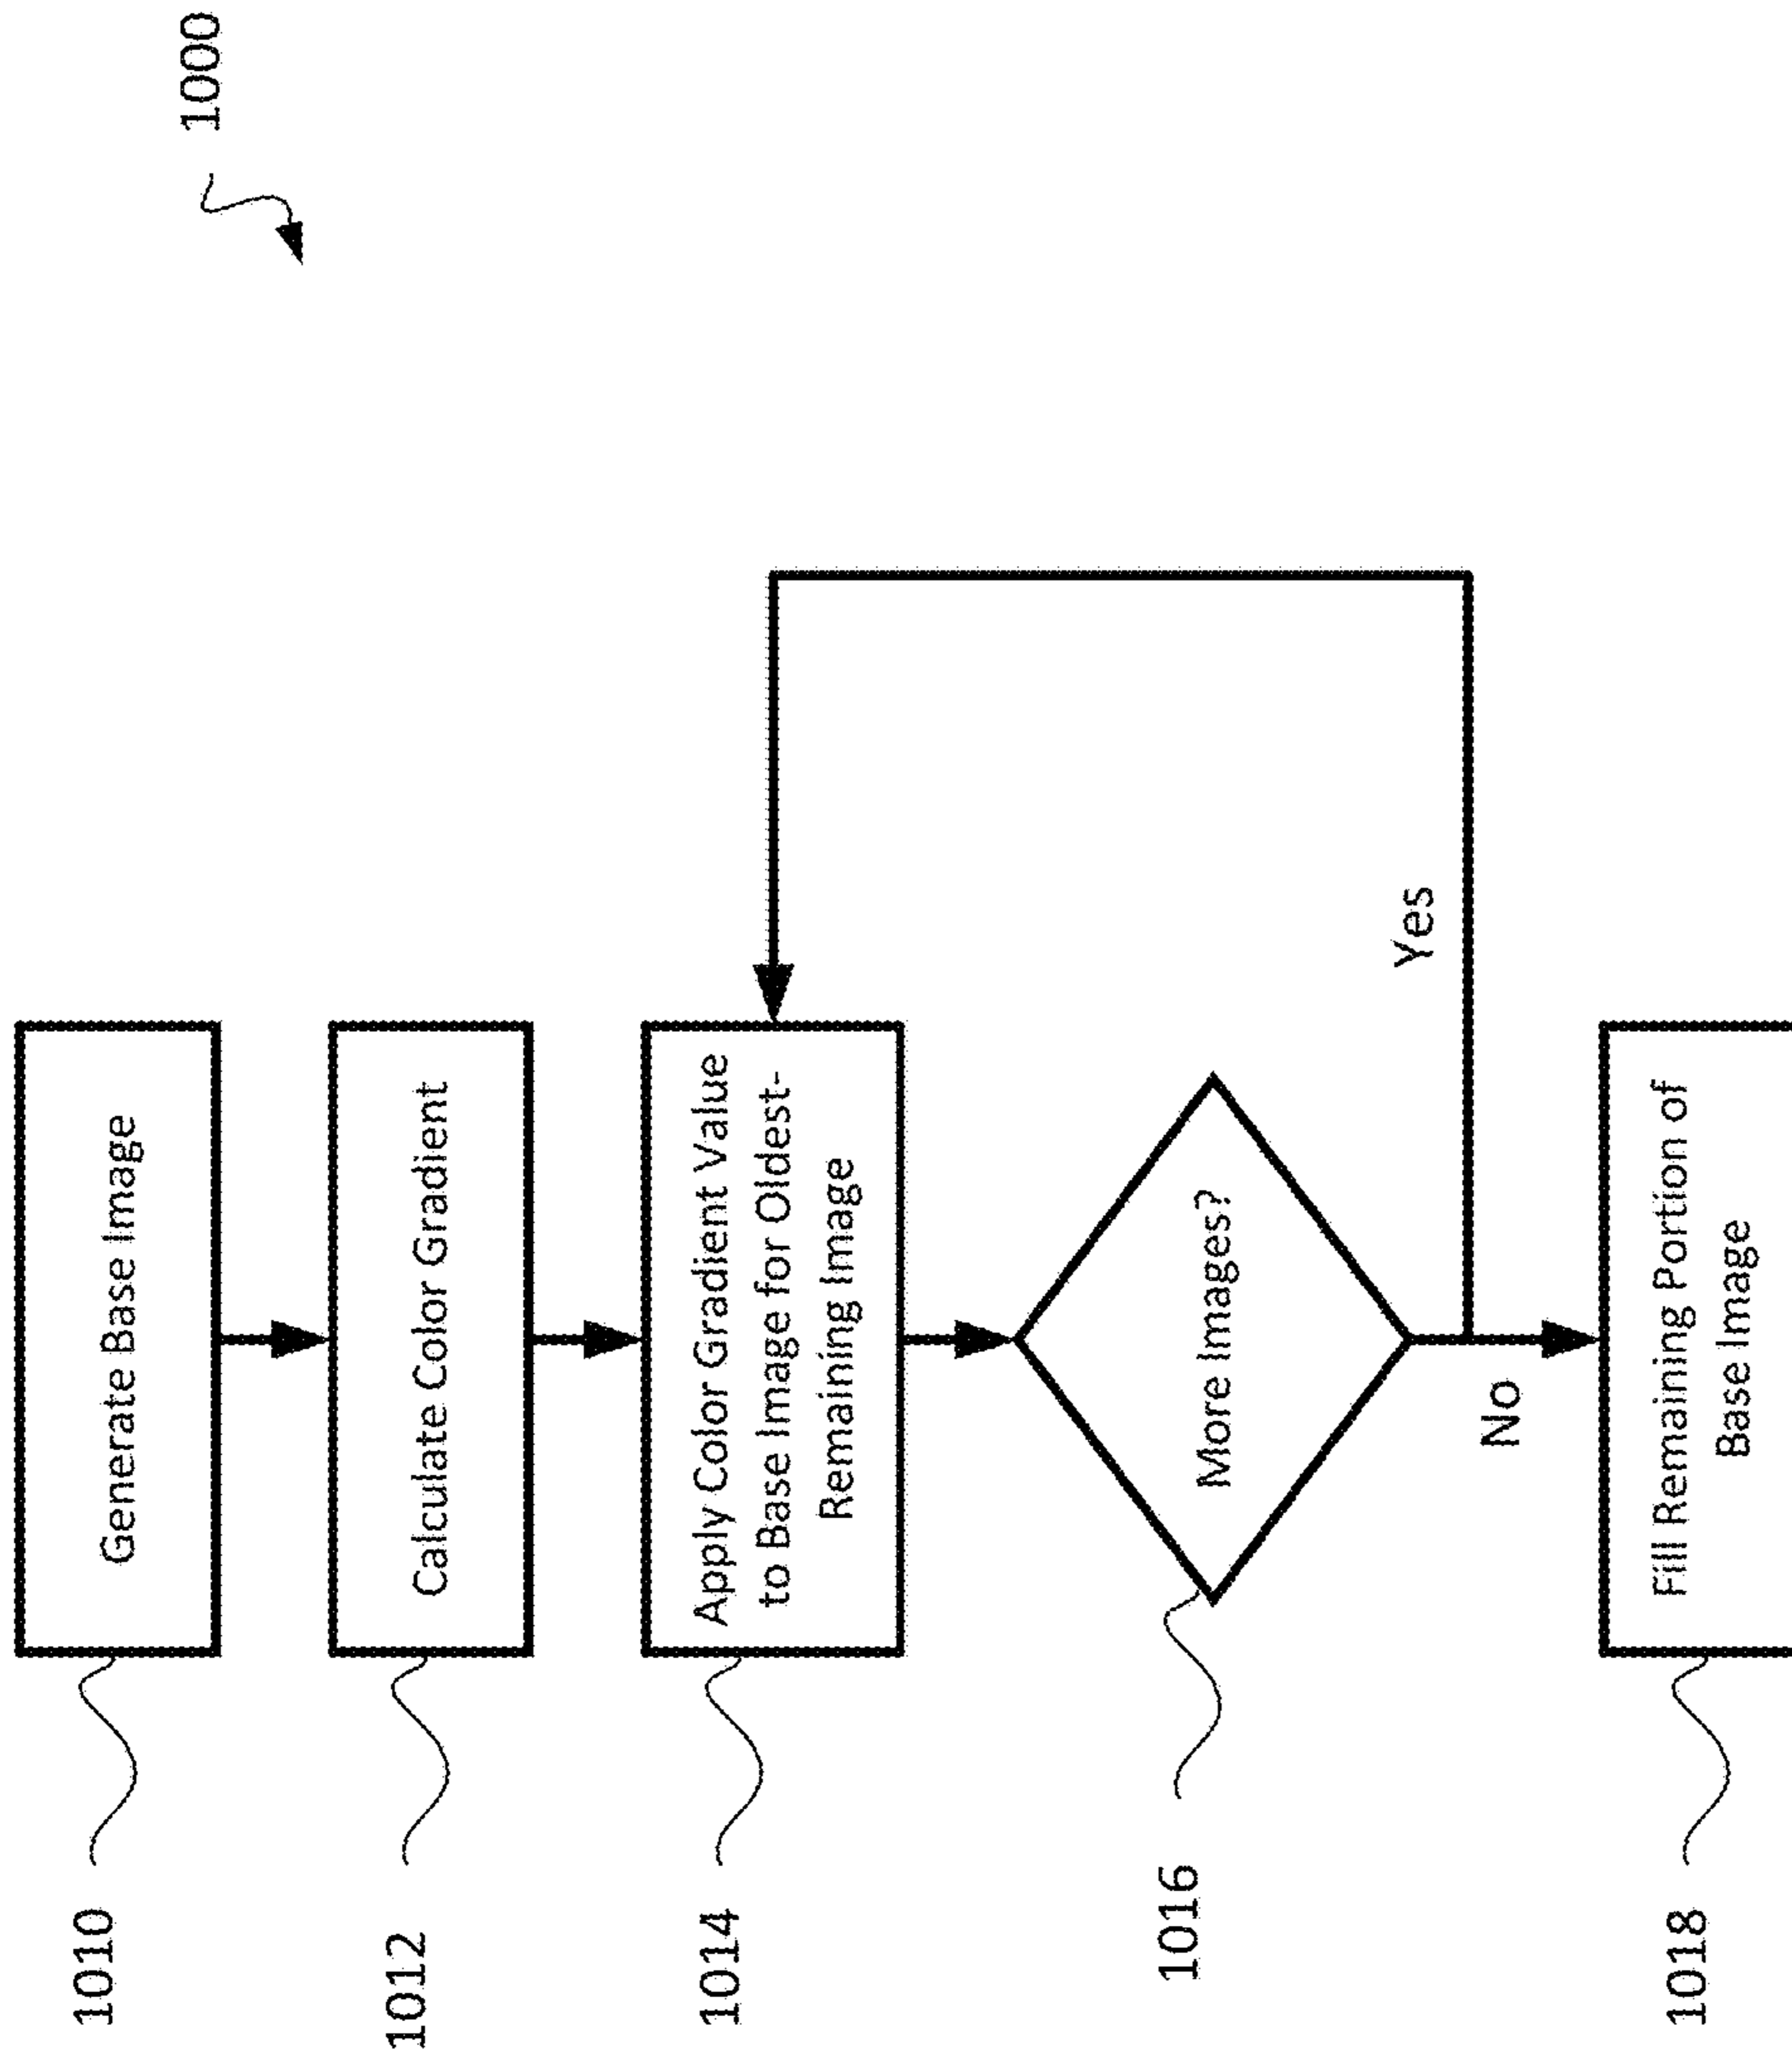 1000
1010
Generate Base Image
1012
Calculate Color Gradient
1014
Apply Color Gradient Value
to Base Image for Oldest-
Remaining Image
1016
More Images?
Yes
No
1018
Fill Remaining Portion of
Base Image